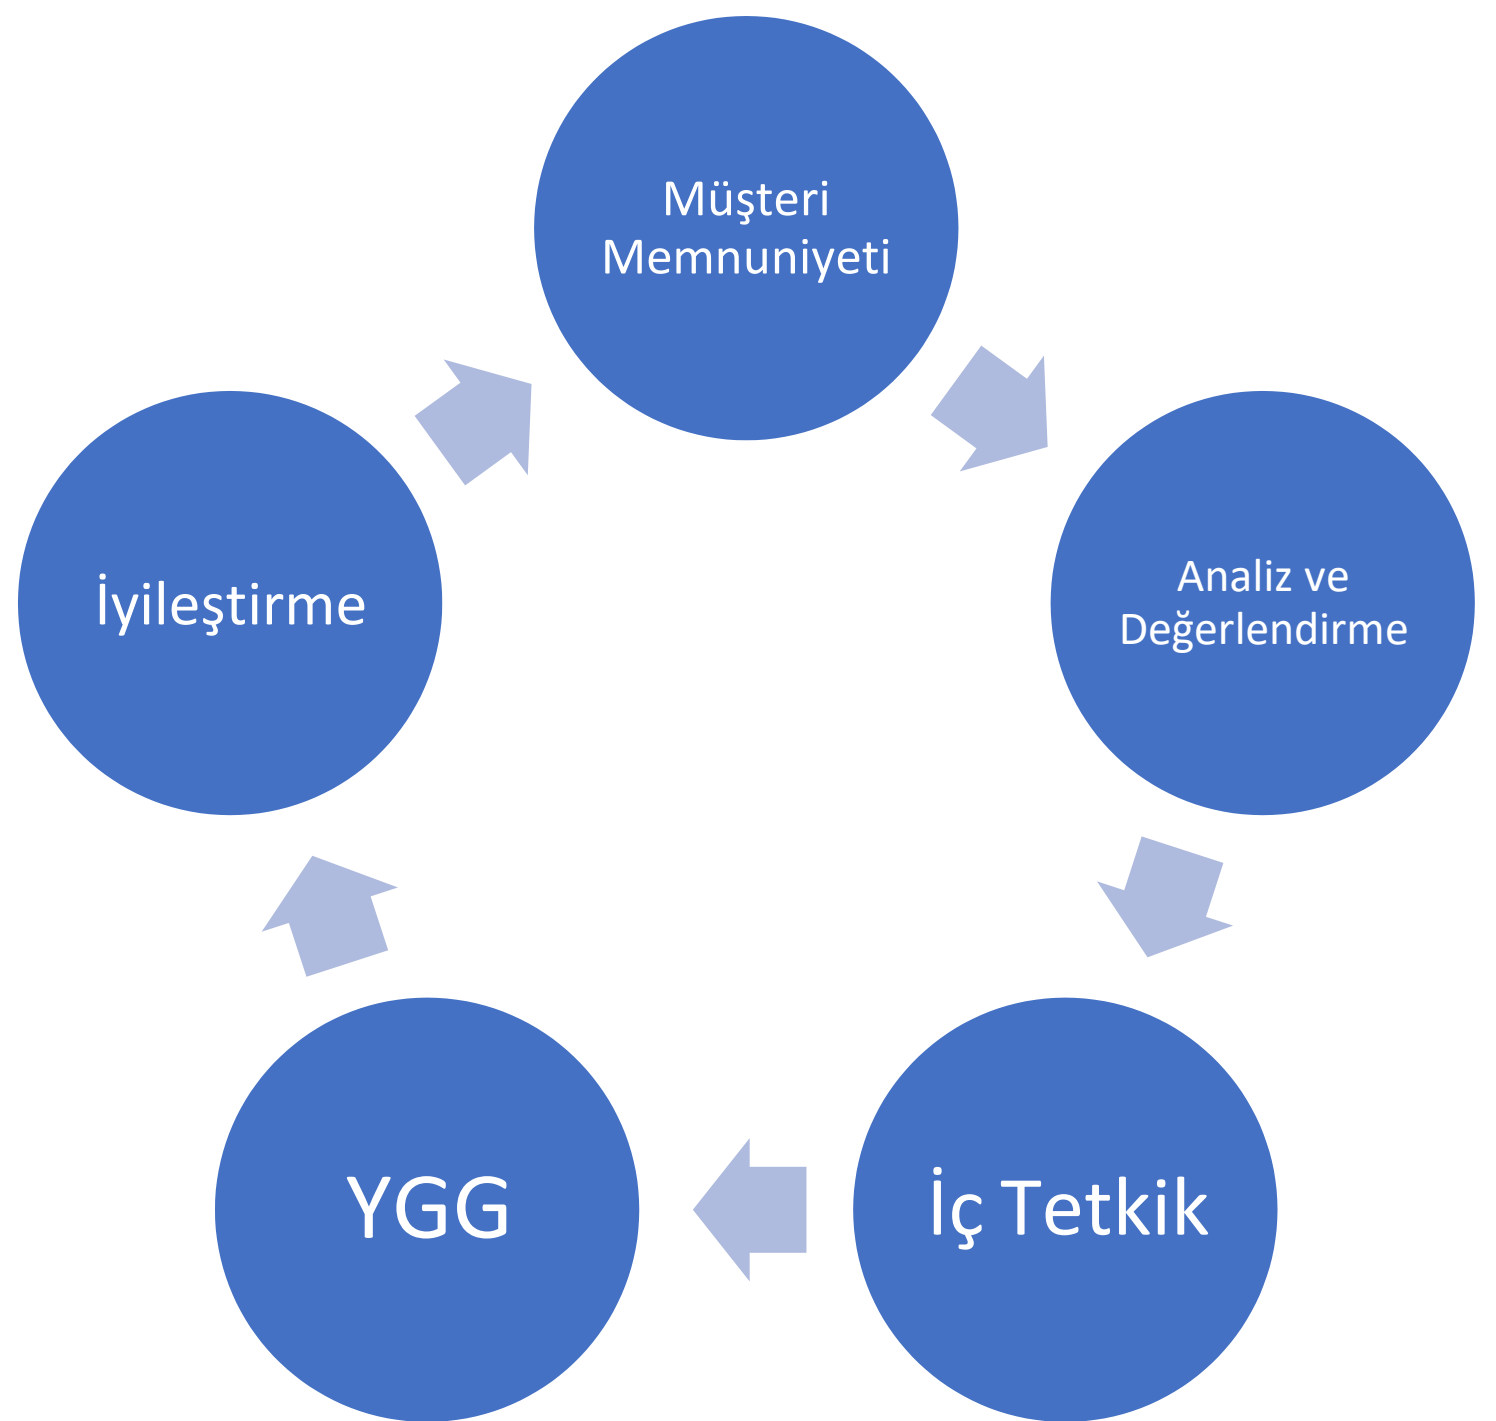 Müşteri
Memnuniyeti
Analiz ve
Değerlendirme
İç Tetkik
YGG
İyileştirme